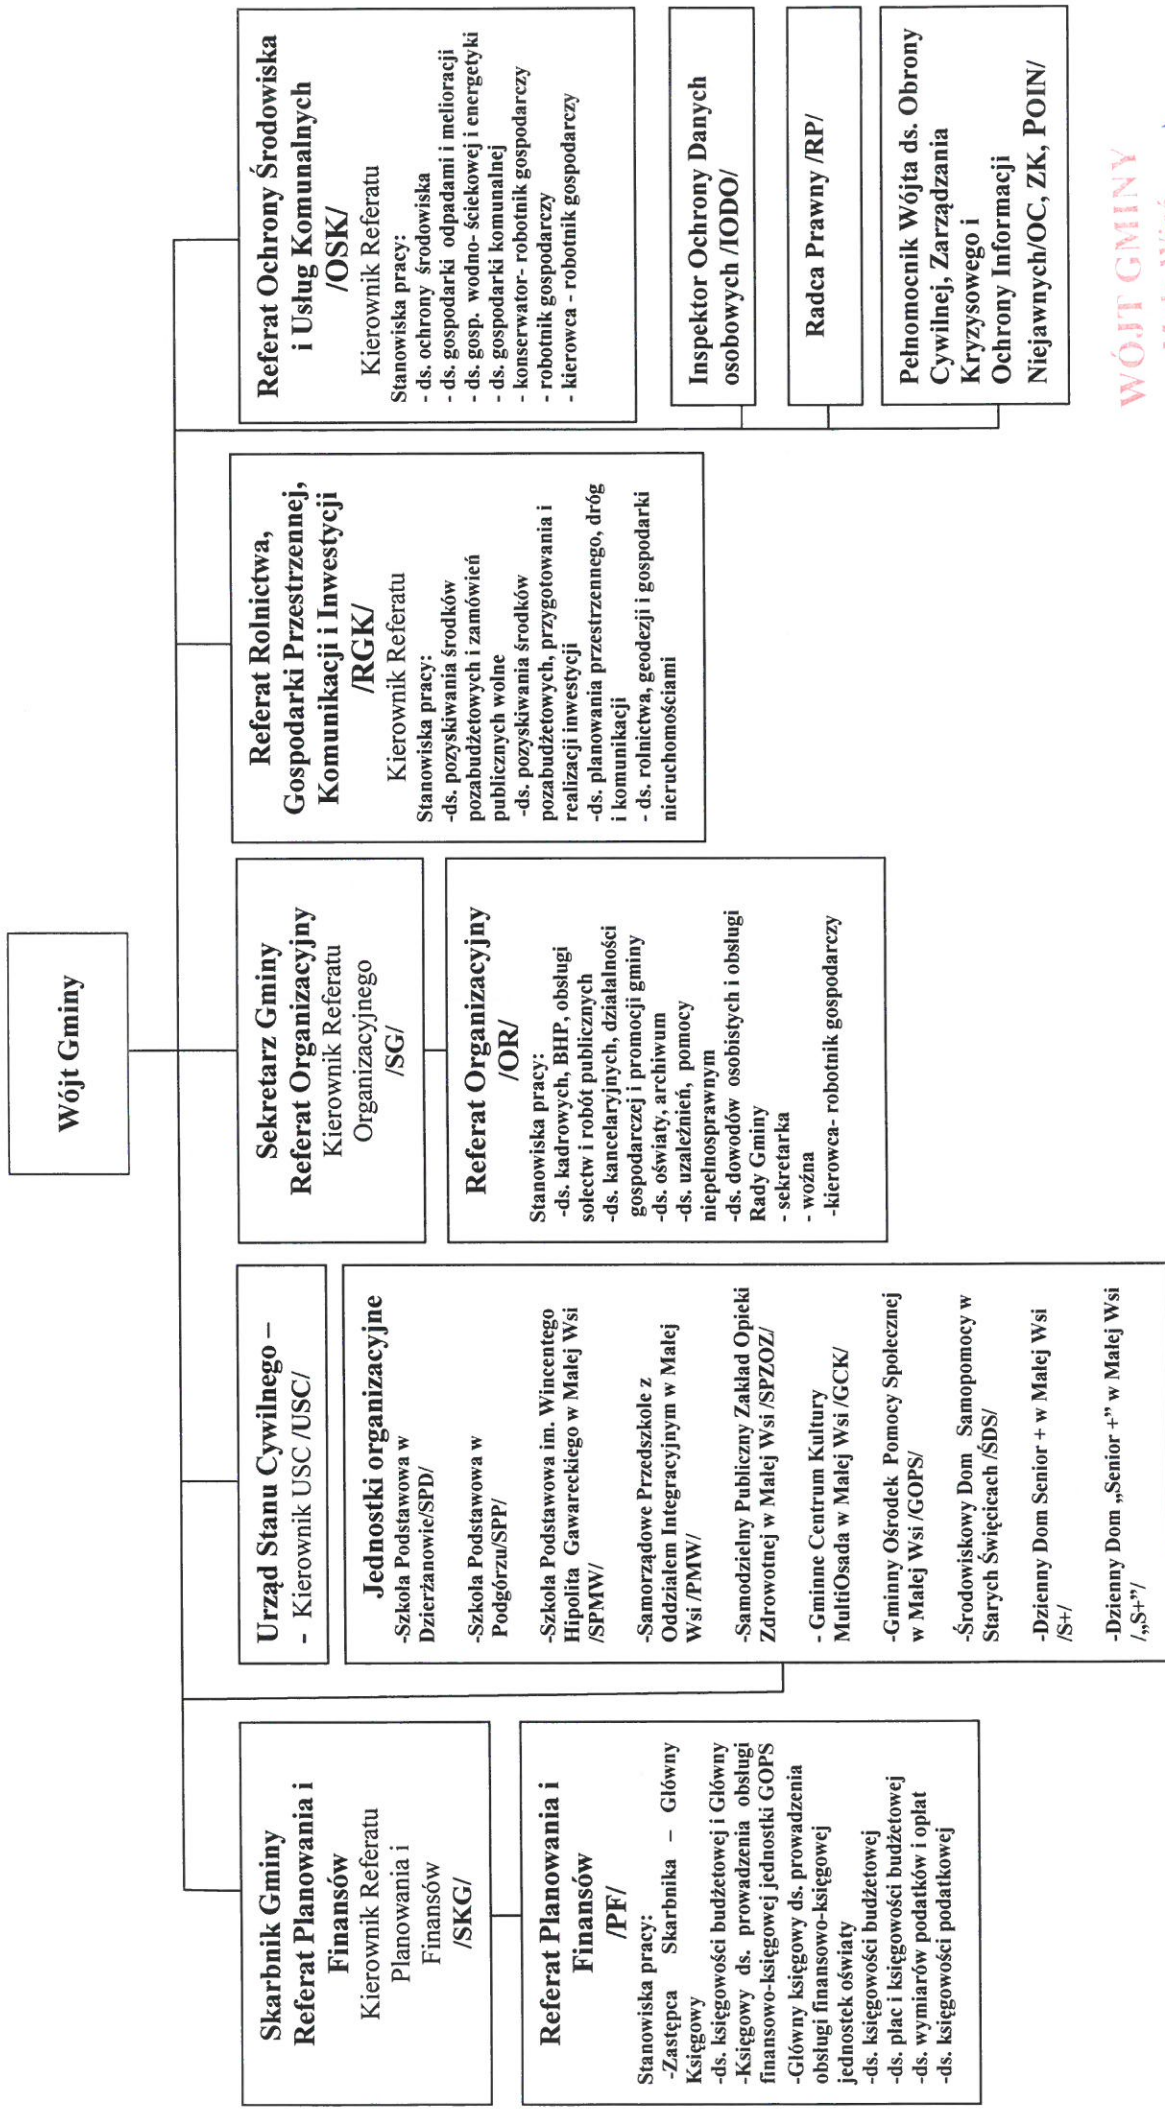 Wójt Gminy
Skarbnik Gminy
Referat Planowania i
Finansów
Kierownik Referatu
Planowania i
Finansów
/SKG/
Referat Planowania i
Finansów
/PF/
Stanowiska pracy:
-Zastępca Skarbnika – Główny
Księgowy
-ds. księgowości budżetowej i Główny
-Księgowy ds. prowadzenia obsługi
finansowo-księgowej jednostki GOPS
-Główny księgowy ds. prowadzenia
obsługi finansowo-księgowej
jednostek oświaty
-ds. księgowości budżetowej
-ds. płac i księgowości budżetowej
-ds. wymiarów podatków i opłat
-ds. księgowości podatkowej
Urząd Stanu Cywilnego –
- Kierownik USC /USC/
Jednostki organizacyjne
-Szkoła Podstawowa w
Dzierżanowie/SPD/
-Szkoła Podstawowa w
Podgórzu/SPP/
-Szkoła Podstawowa im. Wincentego
Hipolita Gawareckiego w Małej Wsi
/SPMW/
-Samorządowe Przedszkole z
Oddziałem Integracyjnym w Małej
Wsi /PMW/
-Samodzielny Publiczny Zakład Opieki
Zdrowotnej w Małej Wsi /SPZOZ/
- Gminne Centrum Kultury
MultiOsada w Małej Wsi /GCK/
-Gminny Ośrodek Pomocy Społecznej
w Małej Wsi /GOPS/
-Środowiskowy Dom Samopomocy w
Starych Święcicach /ŚDS/
-Dzienny Dom Senior + w Małej Wsi
/S+/
-Dzienny Dom „Senior +” w Małej Wsi
/„S+”/
Sekretarz Gminy
Referat Organizacyjny
Kierownik Referatu
Organizacyjnego
/SG/
Referat Organizacyjny
/OR/
Stanowiska pracy:
-ds. kadrowych, BHP, obsługi
sołectw i robót publicznych
-ds. kancelaryjnych, działalności
gospodarczej i promocji gminy
-ds. oświaty, archiwum
-ds. uzależnień, pomocy
niepełnosprawnym
-ds. dowodów osobistych i obsługi
Rady Gminy
- sekretarka
- woźna
-kierowca- robotnik gospodarczy
Referat Rolnictwa,
Gospodarki Przestrzennej,
Komunikacji i Inwestycji
/RGK/
Kierownik Referatu
Stanowiska pracy:
-ds. pozyskiwania środków
pozabudżetowych i zamówień
publicznych wolne
-ds. pozyskiwania środków
pozabudżetowych, przygotowania i
realizacji inwestycji
-ds. planowania przestrzennego, dróg
i komunikacji
- ds. rolnictwa, geodezji i gospodarki
nieruchomościami
Referat Ochrony Środowiska
i Usług Komunalnych
/OSK/
Kierownik Referatu
Stanowiska pracy:
- ds. ochrony środowiska
- ds. gospodarki odpadami i melioracji
- ds. gosp. wodno- ściekowej i energetyki
- ds. gospodarki komunalnej
- konserwator- robotnik gospodarczy
- robotnik gospodarczy
- kierowca - robotnik gospodarczy
Inspektor Ochrony Danych
osobowych /IODO/
Radca Prawny /RP/
Pełnomocnik Wójta ds. Obrony
Cywilnej, Zarządzania
Kryzysowego i
Ochrony Informacji
Niejawnych/OC, ZK, POIN/
WÓJT GMINY